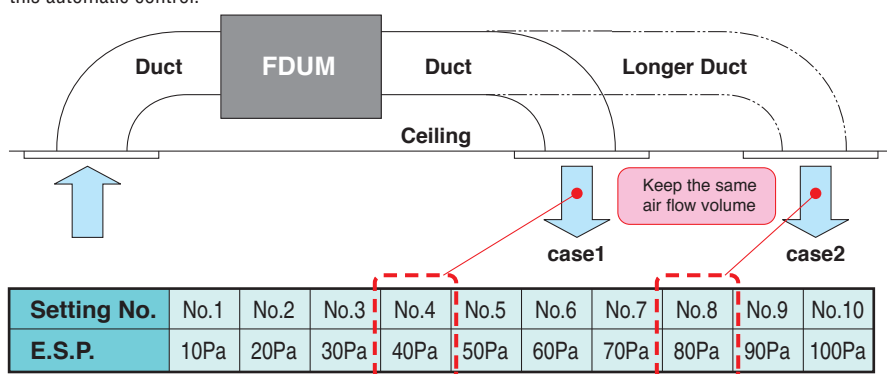 this automatic control.
Duct
FDUM
Duct
Longer Duct
Ceiling
Keep the same
air flow volume
case1
case2
Setting No. No.1 No.2 No.3 No.4 No.5 No.6 No.7 No.8 No.9 No.10
E.S.P. 10Pa 20Pa 30Pa 40Pa 50Pa 60Pa 70Pa 80Pa 90Pa 100Pa